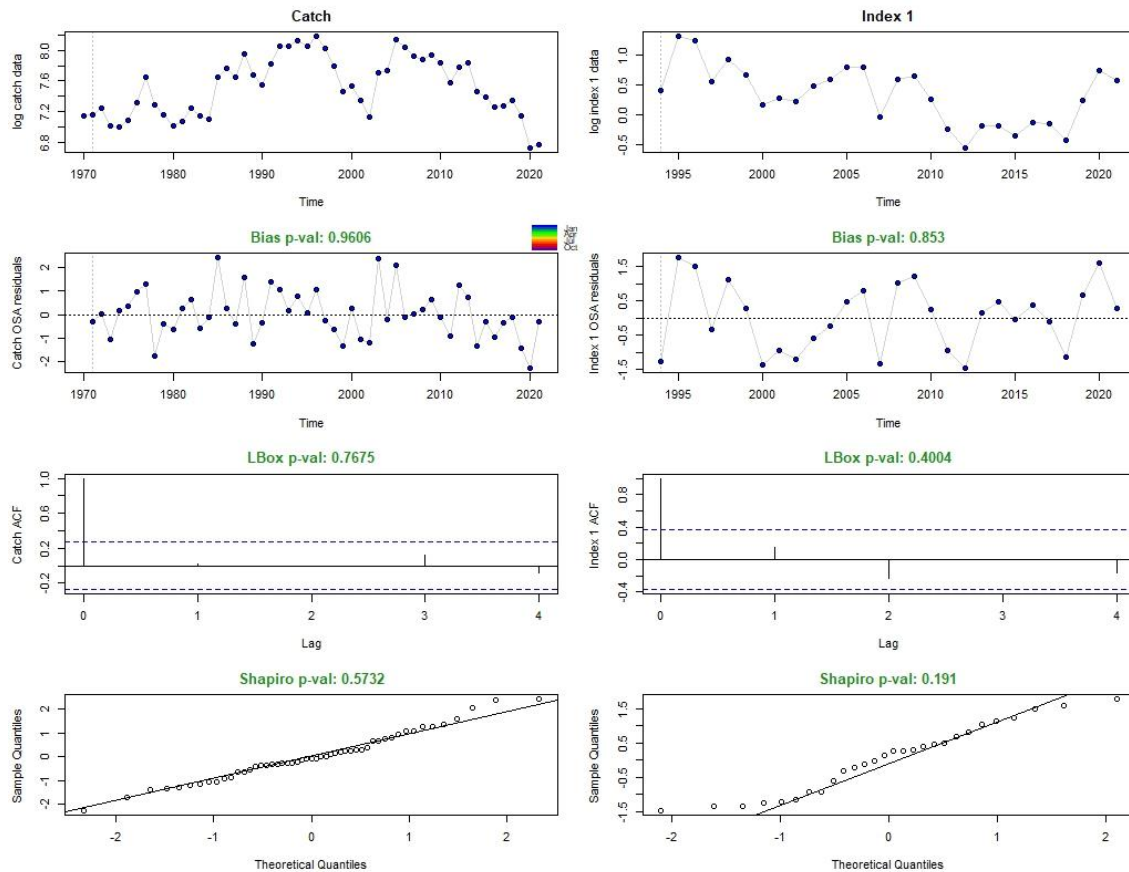 Catch
log catch data
6.8 7.2 7.6 8.0
1970 1980 1990 2000 2010 2020
Time
Index 1
log index 1 data
-0.5 0.0 0.5 1.0
1995 2000 2005 2010 2015 2020
Time
Bias p-val: 0.9606
Catch OSA residuals
-2 -1 0 1 2
1970 1980 1990 2000 2010 2020
Time
Bias p-val: 0.853
Index 1 OSA residuals
-1.5 -0.5 0.5 1.5
1995 2000 2005 2010 2015 2020
Time
LBox p-val: 0.7675
Catch ACF
-0.2 0.2 0.6 1.0
0 1 2 3 4
Lag
LBox p-val: 0.4004
Index 1 ACF
-0.4 0.0 0.4 0.8
0 1 2 3 4
Lag
Shapiro p-val: 0.5732
Sample Quantiles
-2 -1 0 1 2
-2 -1 0 1 2
Theoretical Quantiles
Shapiro p-val: 0.191
Sample Quantiles
-1.5 -0.5 0.5 1.5
-2 -1 0 1 2
Theoretical Quantiles